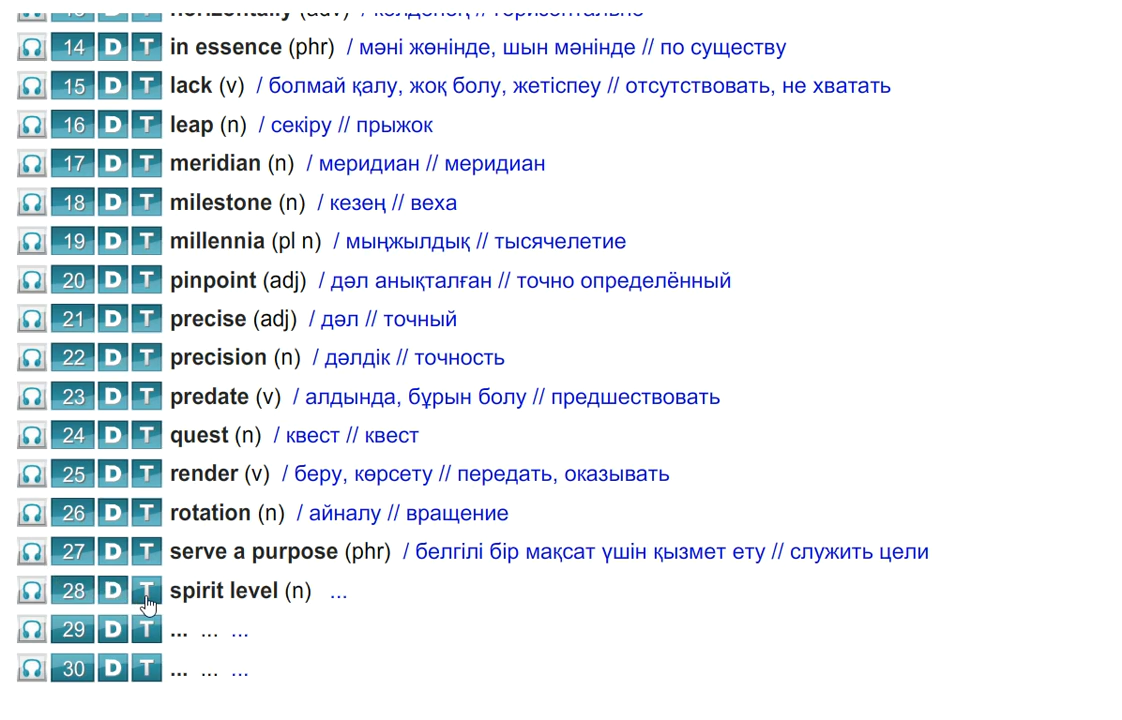 horizontally (adv) / көлденең // горизонтально
14 D T in essence (phr) / мәні жөнінде, шын мәнінде // по существу
15 D T lack (v) / болмай қалу, жоқ болу, жетіспеу // отсутствовать, не хватать
16 D T leap (n) / секіру // прыжок
17 D T meridian (n) / меридиан // меридиан
18 D T milestone (n) / кезең // веха
19 D T millennia (pl n) / мыңжылдық // тысячелетие
20 D T pinpoint (adj) / дәл анықталған // точно определённый
21 D T precise (adj) / дәл // точный
22 D T precision (n) / дәлдік // точность
23 D T predate (v) / алдында, бұрын болу // предшествовать
24 D T quest (n) / квест // квест
25 D T render (v) / беру, көрсету // передать, оказывать
26 D T rotation (n) / айналу // вращение
27 D T serve a purpose (phr) / белгілі бір мақсат үшін қызмет ету // служить цели
28 D T spirit level (n) ...
29 D T ... ... ...
30 D T ... ... ...